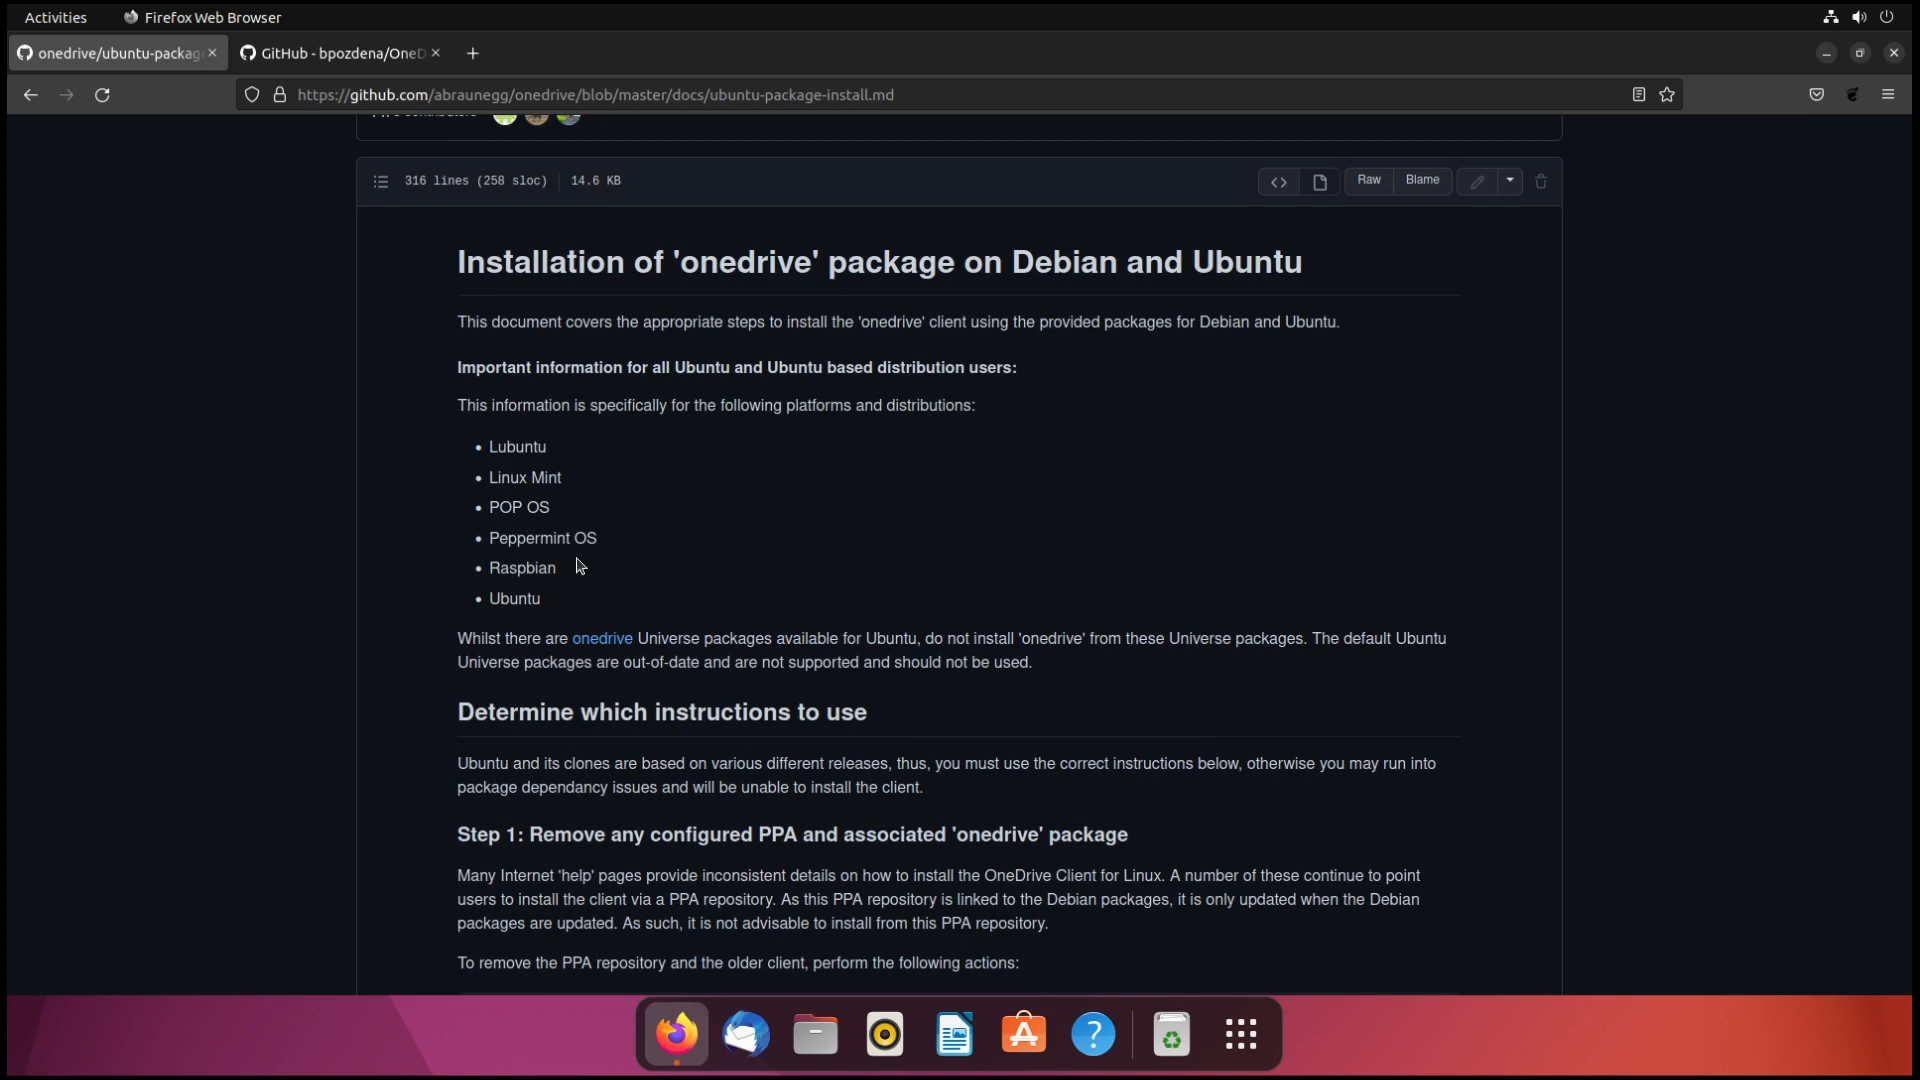 Activities
Firefox Web Browser
onedrive/ubuntu-packag
GitHub - bpozdena/OneD
https://github.com/abraunegg/onedrive/blob/master/docs/ubuntu-package-install.md
316 lines (258 sloc)
14.6 KB
Raw
Blame
Installation of 'onedrive' package on Debian and Ubuntu
This document covers the appropriate steps to install the 'onedrive' client using the provided packages for Debian and Ubuntu.
Important information for all Ubuntu and Ubuntu based distribution users:
This information is specifically for the following platforms and distributions:
• Lubuntu
• Linux Mint
• POP OS
• Peppermint OS
• Raspbian
• Ubuntu
Whilst there are onedrive Universe packages available for Ubuntu, do not install 'onedrive' from these Universe packages. The default Ubuntu
Universe packages are out-of-date and are not supported and should not be used.
Determine which instructions to use
Ubuntu and its clones are based on various different releases, thus, you must use the correct instructions below, otherwise you may run into
package dependancy issues and will be unable to install the client.
Step 1: Remove any configured PPA and associated 'onedrive' package
Many Internet 'help' pages provide inconsistent details on how to install the OneDrive Client for Linux. A number of these continue to point
users to install the client via a PPA repository. As this PPA repository is linked to the Debian packages, it is only updated when the Debian
packages are updated. As such, it is not advisable to install from this PPA repository.
To remove the PPA repository and the older client, perform the following actions: